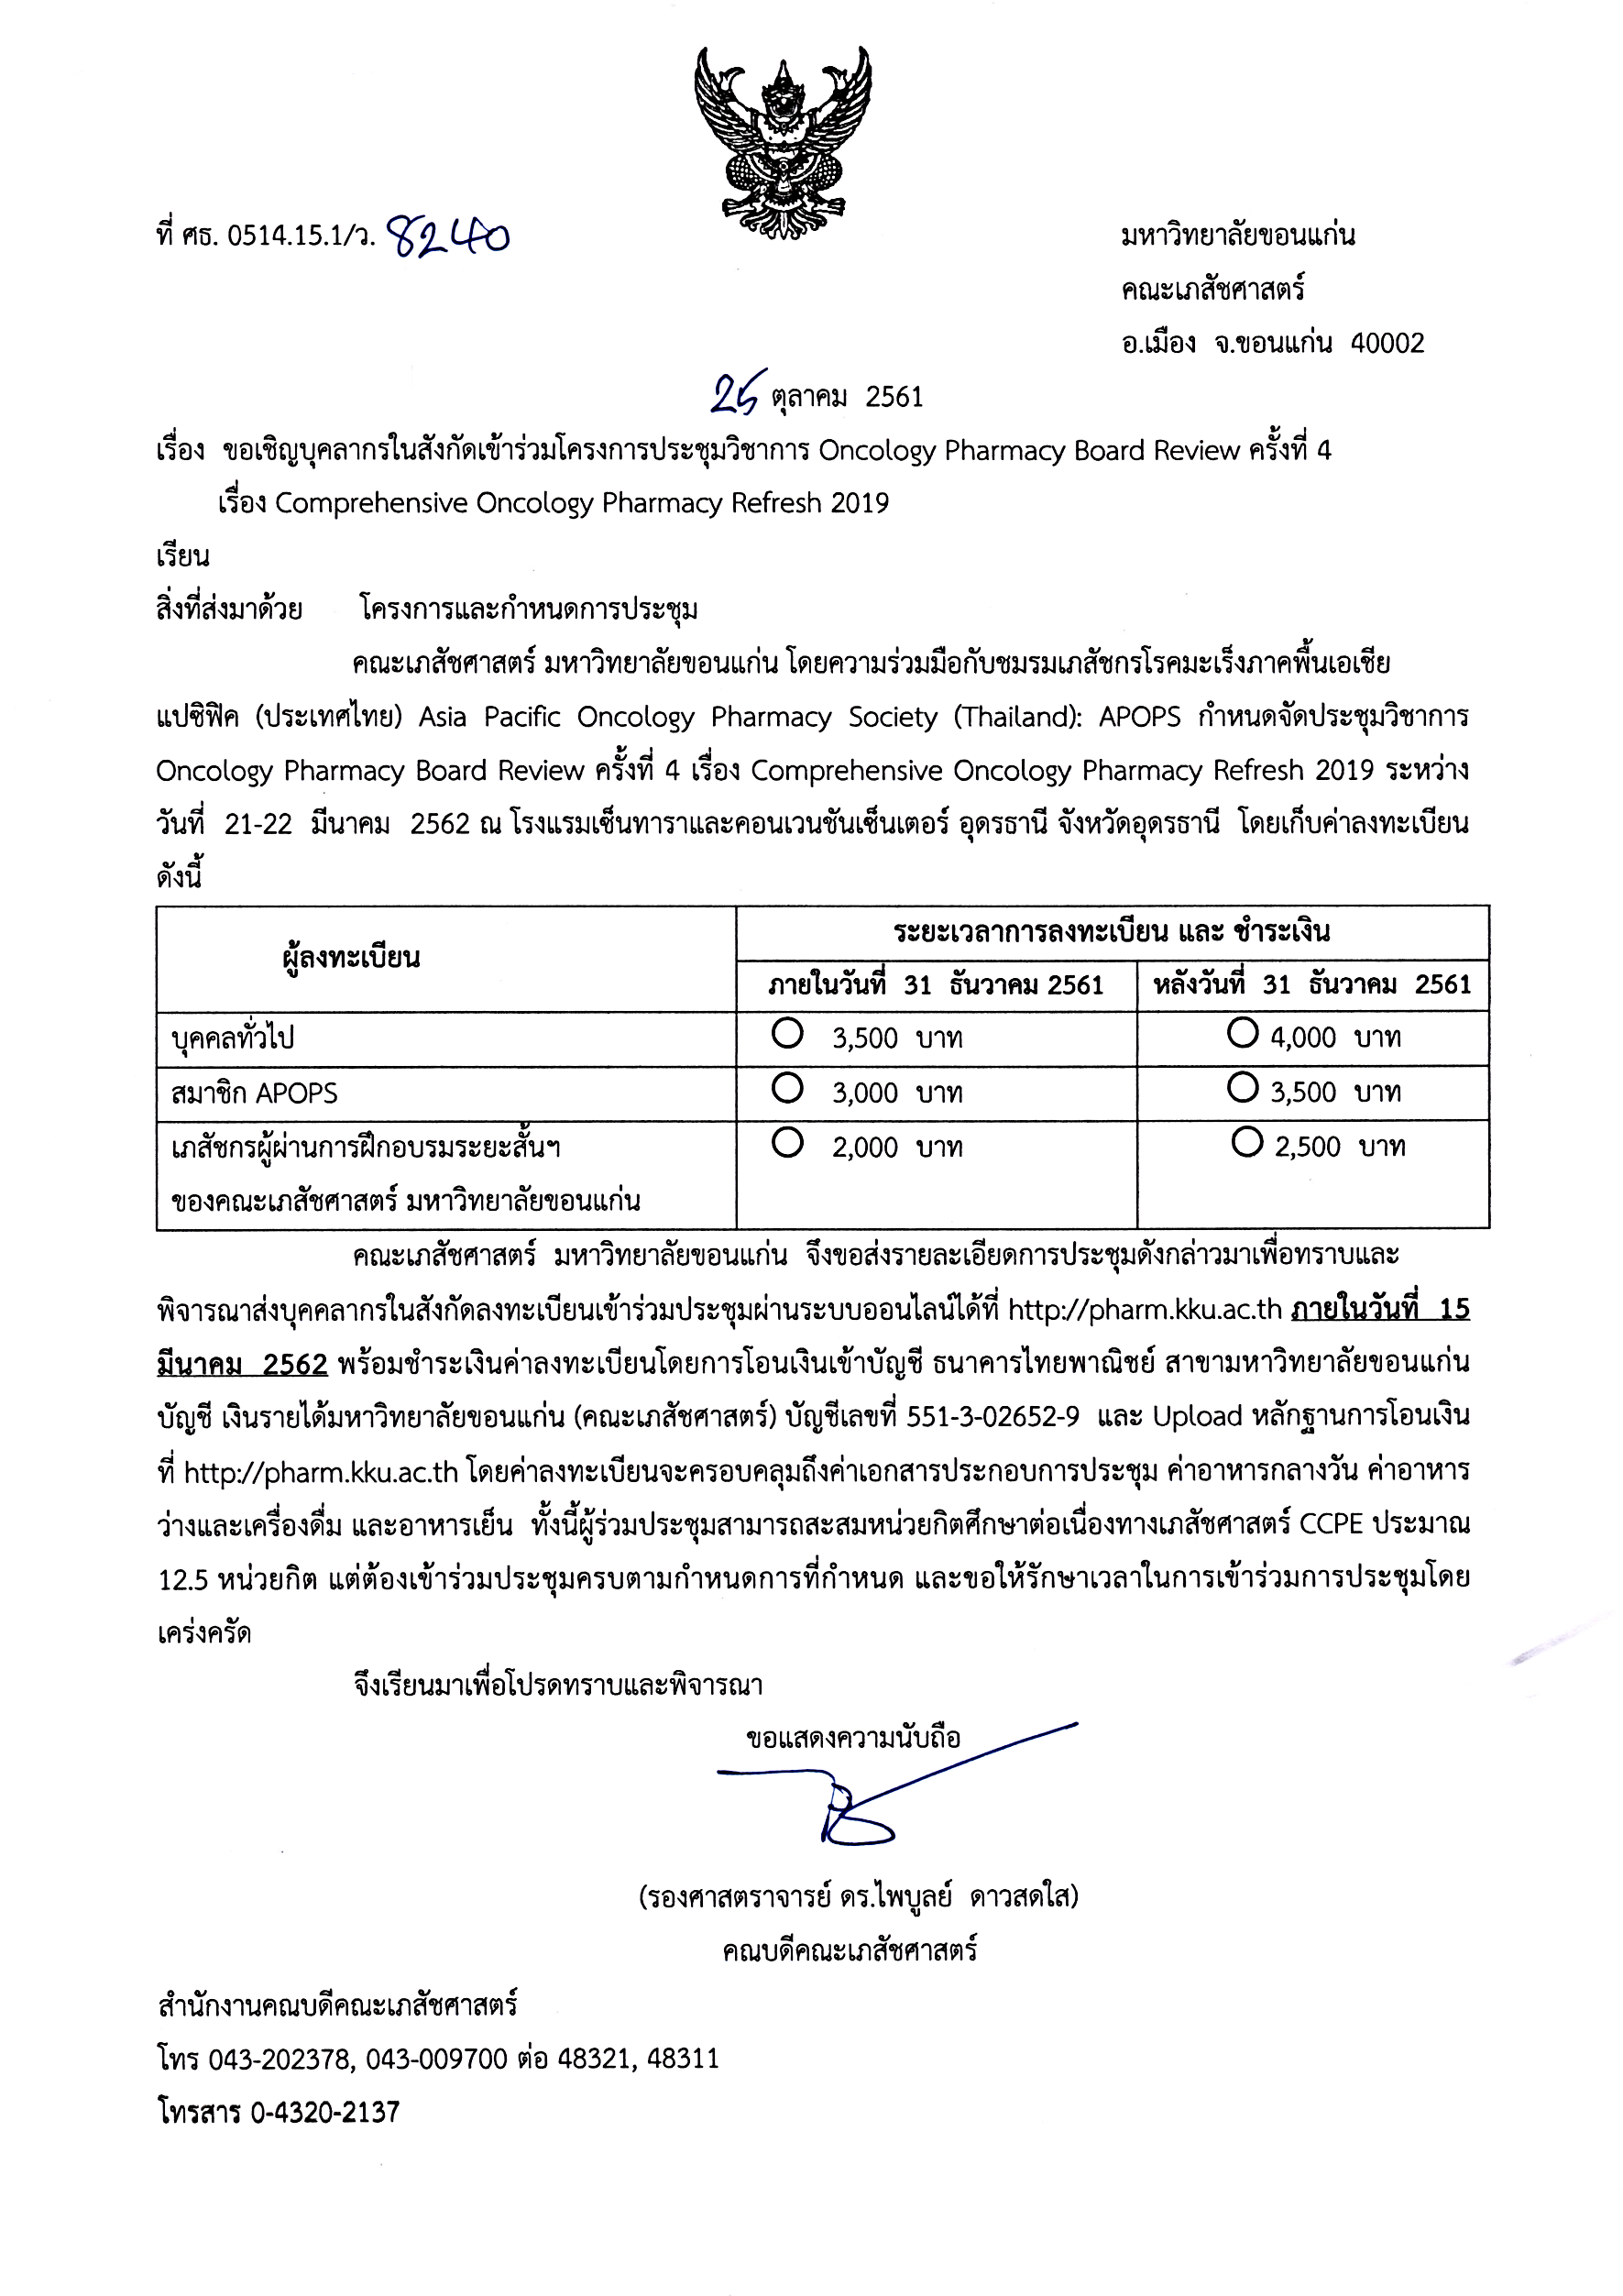 ที่ ศธ. 0514.15.1/ว. 8240
มหาวิทยาลัยขอนแก่น
คณะเภสัชศาสตร์
อ.เมือง จ.ขอนแก่น 40002
25 ตุลาคม 2561
เรื่อง ขอเชิญบุคลากรในสังกัดเข้าร่วมโครงการประชุมวิชาการ Oncology Pharmacy Board Review ครั้งที่ 4
เรื่อง Comprehensive Oncology Pharmacy Refresh 2019
เรียน
สิ่งที่ส่งมาด้วย โครงการและกำหนดการประชุม
คณะเภสัชศาสตร์ มหาวิทยาลัยขอนแก่น โดยความร่วมมือกับชมรมเภสัชกรโรคมะเร็งภาคพื้นเอเชีย
แปซิฟิค (ประเทศไทย) Asia Pacific Oncology Pharmacy Society (Thailand): APOPS กำหนดจัดประชุมวิชาการ
Oncology Pharmacy Board Review ครั้งที่ 4 เรื่อง Comprehensive Oncology Pharmacy Refresh 2019 ระหว่าง
วันที่ 21-22 มีนาคม 2562 ณ โรงแรมเซ็นทาราและคอนเวนชันเซ็นเตอร์ อุดรธานี จังหวัดอุดรธานี โดยเก็บค่าลงทะเบียน
ดังนี้
ผู้ลงทะเบียน
ระยะเวลาการลงทะเบียน และ ชำระเงิน
ภายในวันที่ 31 ธันวาคม 2561 หลังวันที่ 31 ธันวาคม 2561
บุคคลทั่วไป 3,500 บาท 4,000 บาท
สมาชิก APOPS 3,000 บาท 3,500 บาท
เภสัชกรผู้ผ่านการฝึกอบรมระยะสั้นฯ 2,000 บาท 2,500 บาท
ของคณะเภสัชศาสตร์ มหาวิทยาลัยขอนแก่น
คณะเภสัชศาสตร์ มหาวิทยาลัยขอนแก่น จึงขอส่งรายละเอียดการประชุมดังกล่าวมาเพื่อทราบและ
พิจารณาส่งบุคคลากรในสังกัดลงทะเบียนเข้าร่วมประชุมผ่านระบบออนไลน์ได้ที่ http://pharm.kku.ac.th ภายในวันที่ 15
มีนาคม 2562 พร้อมชำระเงินค่าลงทะเบียนโดยการโอนเงินเข้าบัญชี ธนาคารไทยพาณิชย์ สาขามหาวิทยาลัยขอนแก่น
บัญชี เงินรายได้มหาวิทยาลัยขอนแก่น (คณะเภสัชศาสตร์) บัญชีเลขที่ 551-3-02652-9 และ Upload หลักฐานการโอนเงิน
ที่ http://pharm.kku.ac.th โดยค่าลงทะเบียนจะครอบคลุมถึงค่าเอกสารประกอบการประชุม ค่าอาหารกลางวัน ค่าอาหาร
ว่างและเครื่องดื่ม และอาหารเย็น ทั้งนี้ผู้ร่วมประชุมสามารถสะสมหน่วยกิตศึกษาต่อเนื่องทางเภสัชศาสตร์ CCPE ประมาณ
12.5 หน่วยกิต แต่ต้องเข้าร่วมประชุมครบตามกำหนดการที่กำหนด และขอให้รักษาเวลาในการเข้าร่วมการประชุมโดย
เคร่งครัด
จึงเรียนมาเพื่อโปรดทราบและพิจารณา
ขอแสดงความนับถือ
(รองศาสตราจารย์ ดร.ไพบูลย์ ดาวสดใส)
คณบดีคณะเภสัชศาสตร์
สำนักงานคณบดีคณะเภสัชศาสตร์
โทร 043-202378, 043-009700 ต่อ 48321, 48311
โทรสาร 0-4320-2137